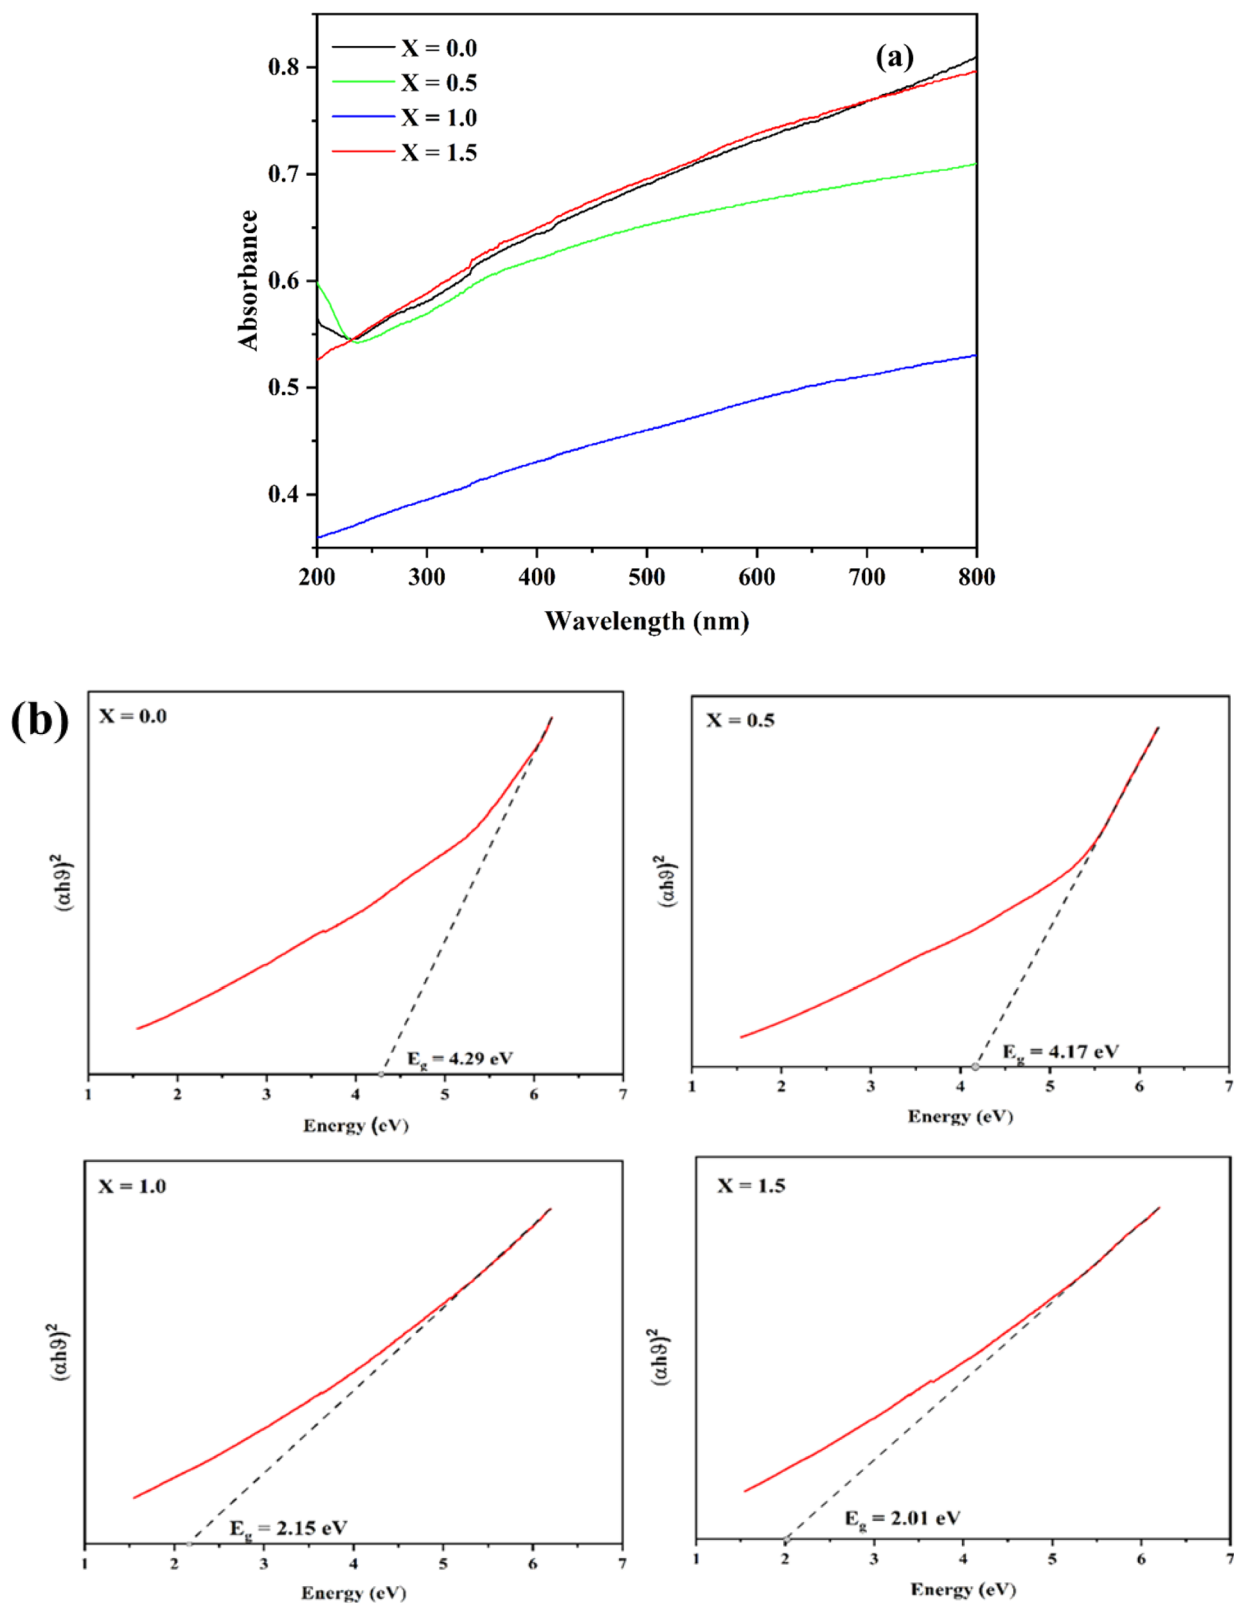 (a)
X = 0.0
X = 0.5
X = 1.0
X = 1.5
0.8
0.7
0.6
0.5
0.4
Absorbance
200 300 400 500 600 700 800
Wavelength (nm)
(b)
X = 0.0
(αhϑ)²
E_g = 4.29 eV
1 2 3 4 5 6 7
Energy (eV)
X = 0.5
(αhϑ)²
E_g = 4.17 eV
1 2 3 4 5 6 7
Energy (eV)
X = 1.0
(αhϑ)²
E_g = 2.15 eV
1 2 3 4 5 6 7
Energy (eV)
X = 1.5
(αhϑ)²
E_g = 2.01 eV
1 2 3 4 5 6 7
Energy (eV)